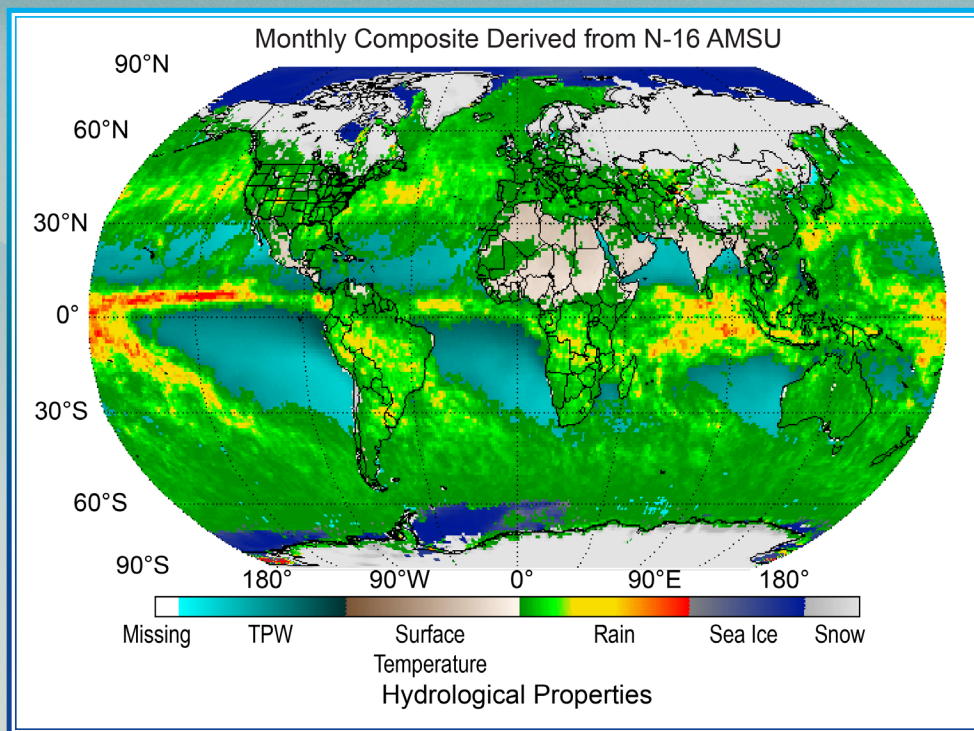 Monthly Composite Derived from N-16 AMSU
90°N
60°N
30°N
0°
30°S
60°S
90°S
180° 90°W 0° 90°E 180°
Missing TPW Surface Temperature Rain Sea Ice Snow
Hydrological Properties